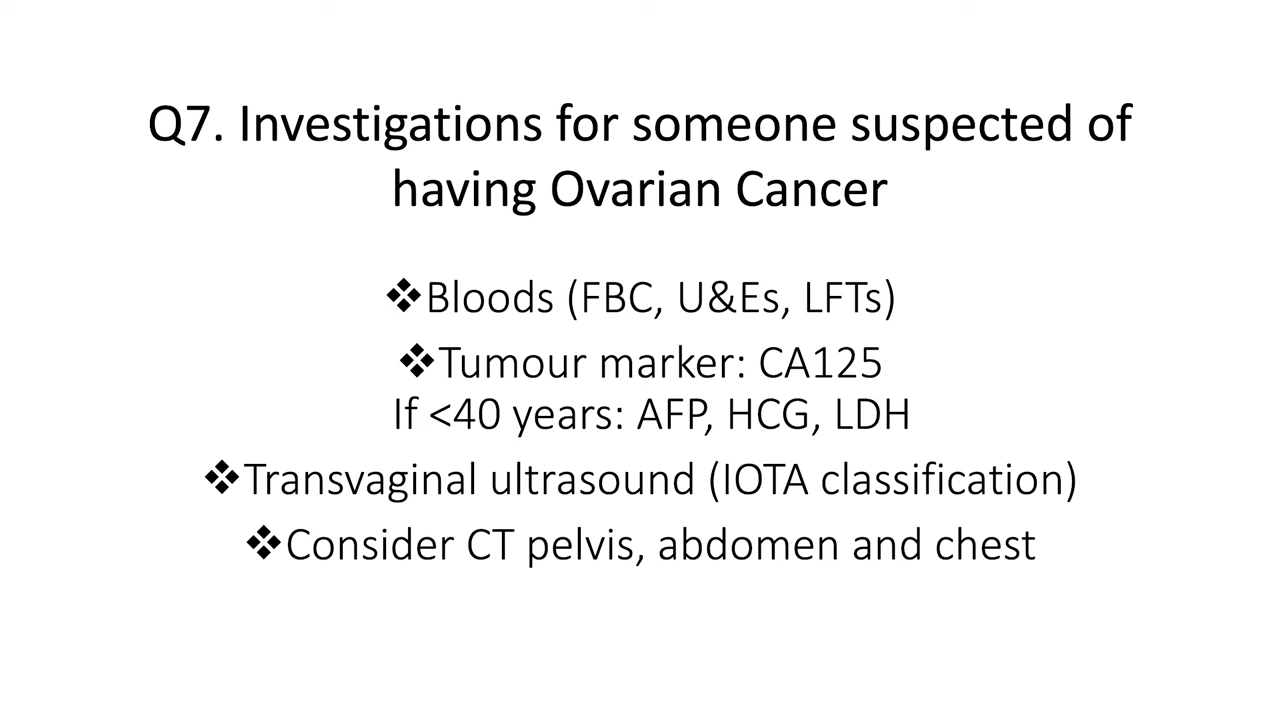 Q7. Investigations for someone suspected of
having Ovarian Cancer
❖Bloods (FBC, U&Es, LFTs)
❖Tumour marker: CA125
If <40 years: AFP, HCG, LDH
❖Transvaginal ultrasound (IOTA classification)
❖Consider CT pelvis, abdomen and chest